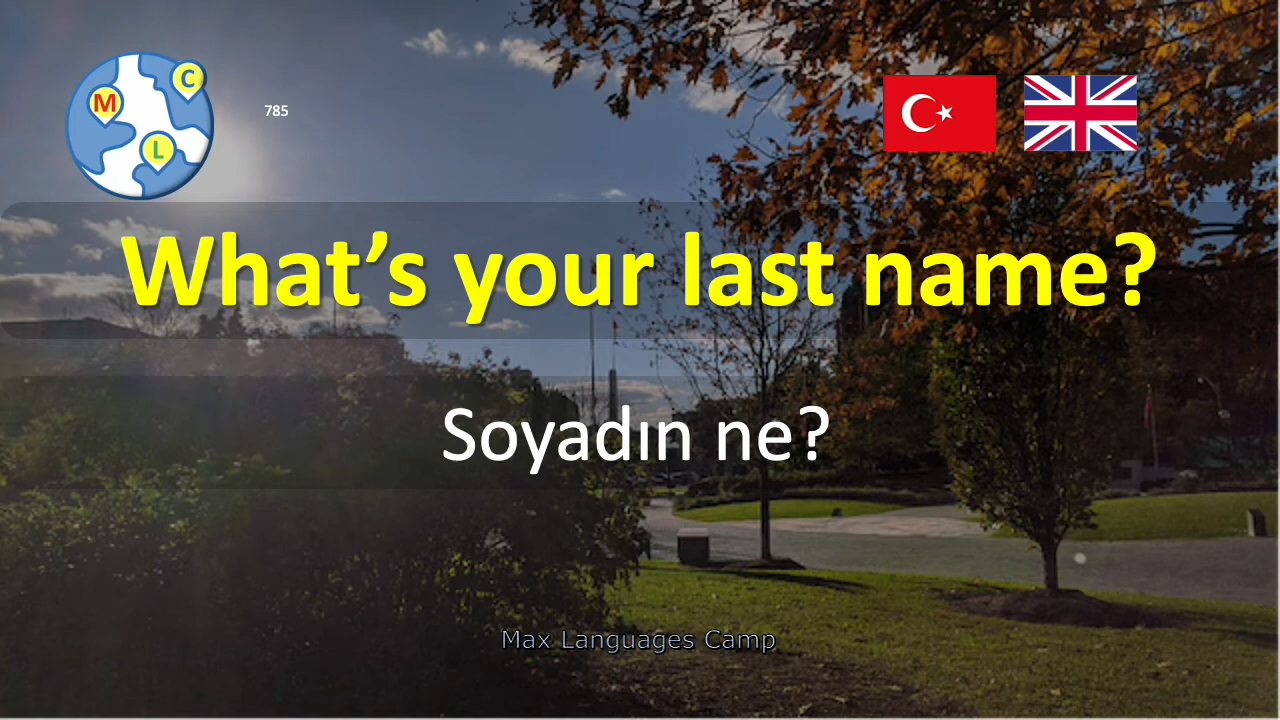 C
M
785
L
What’s your last name?
Soyadın ne?
Max Languages Camp